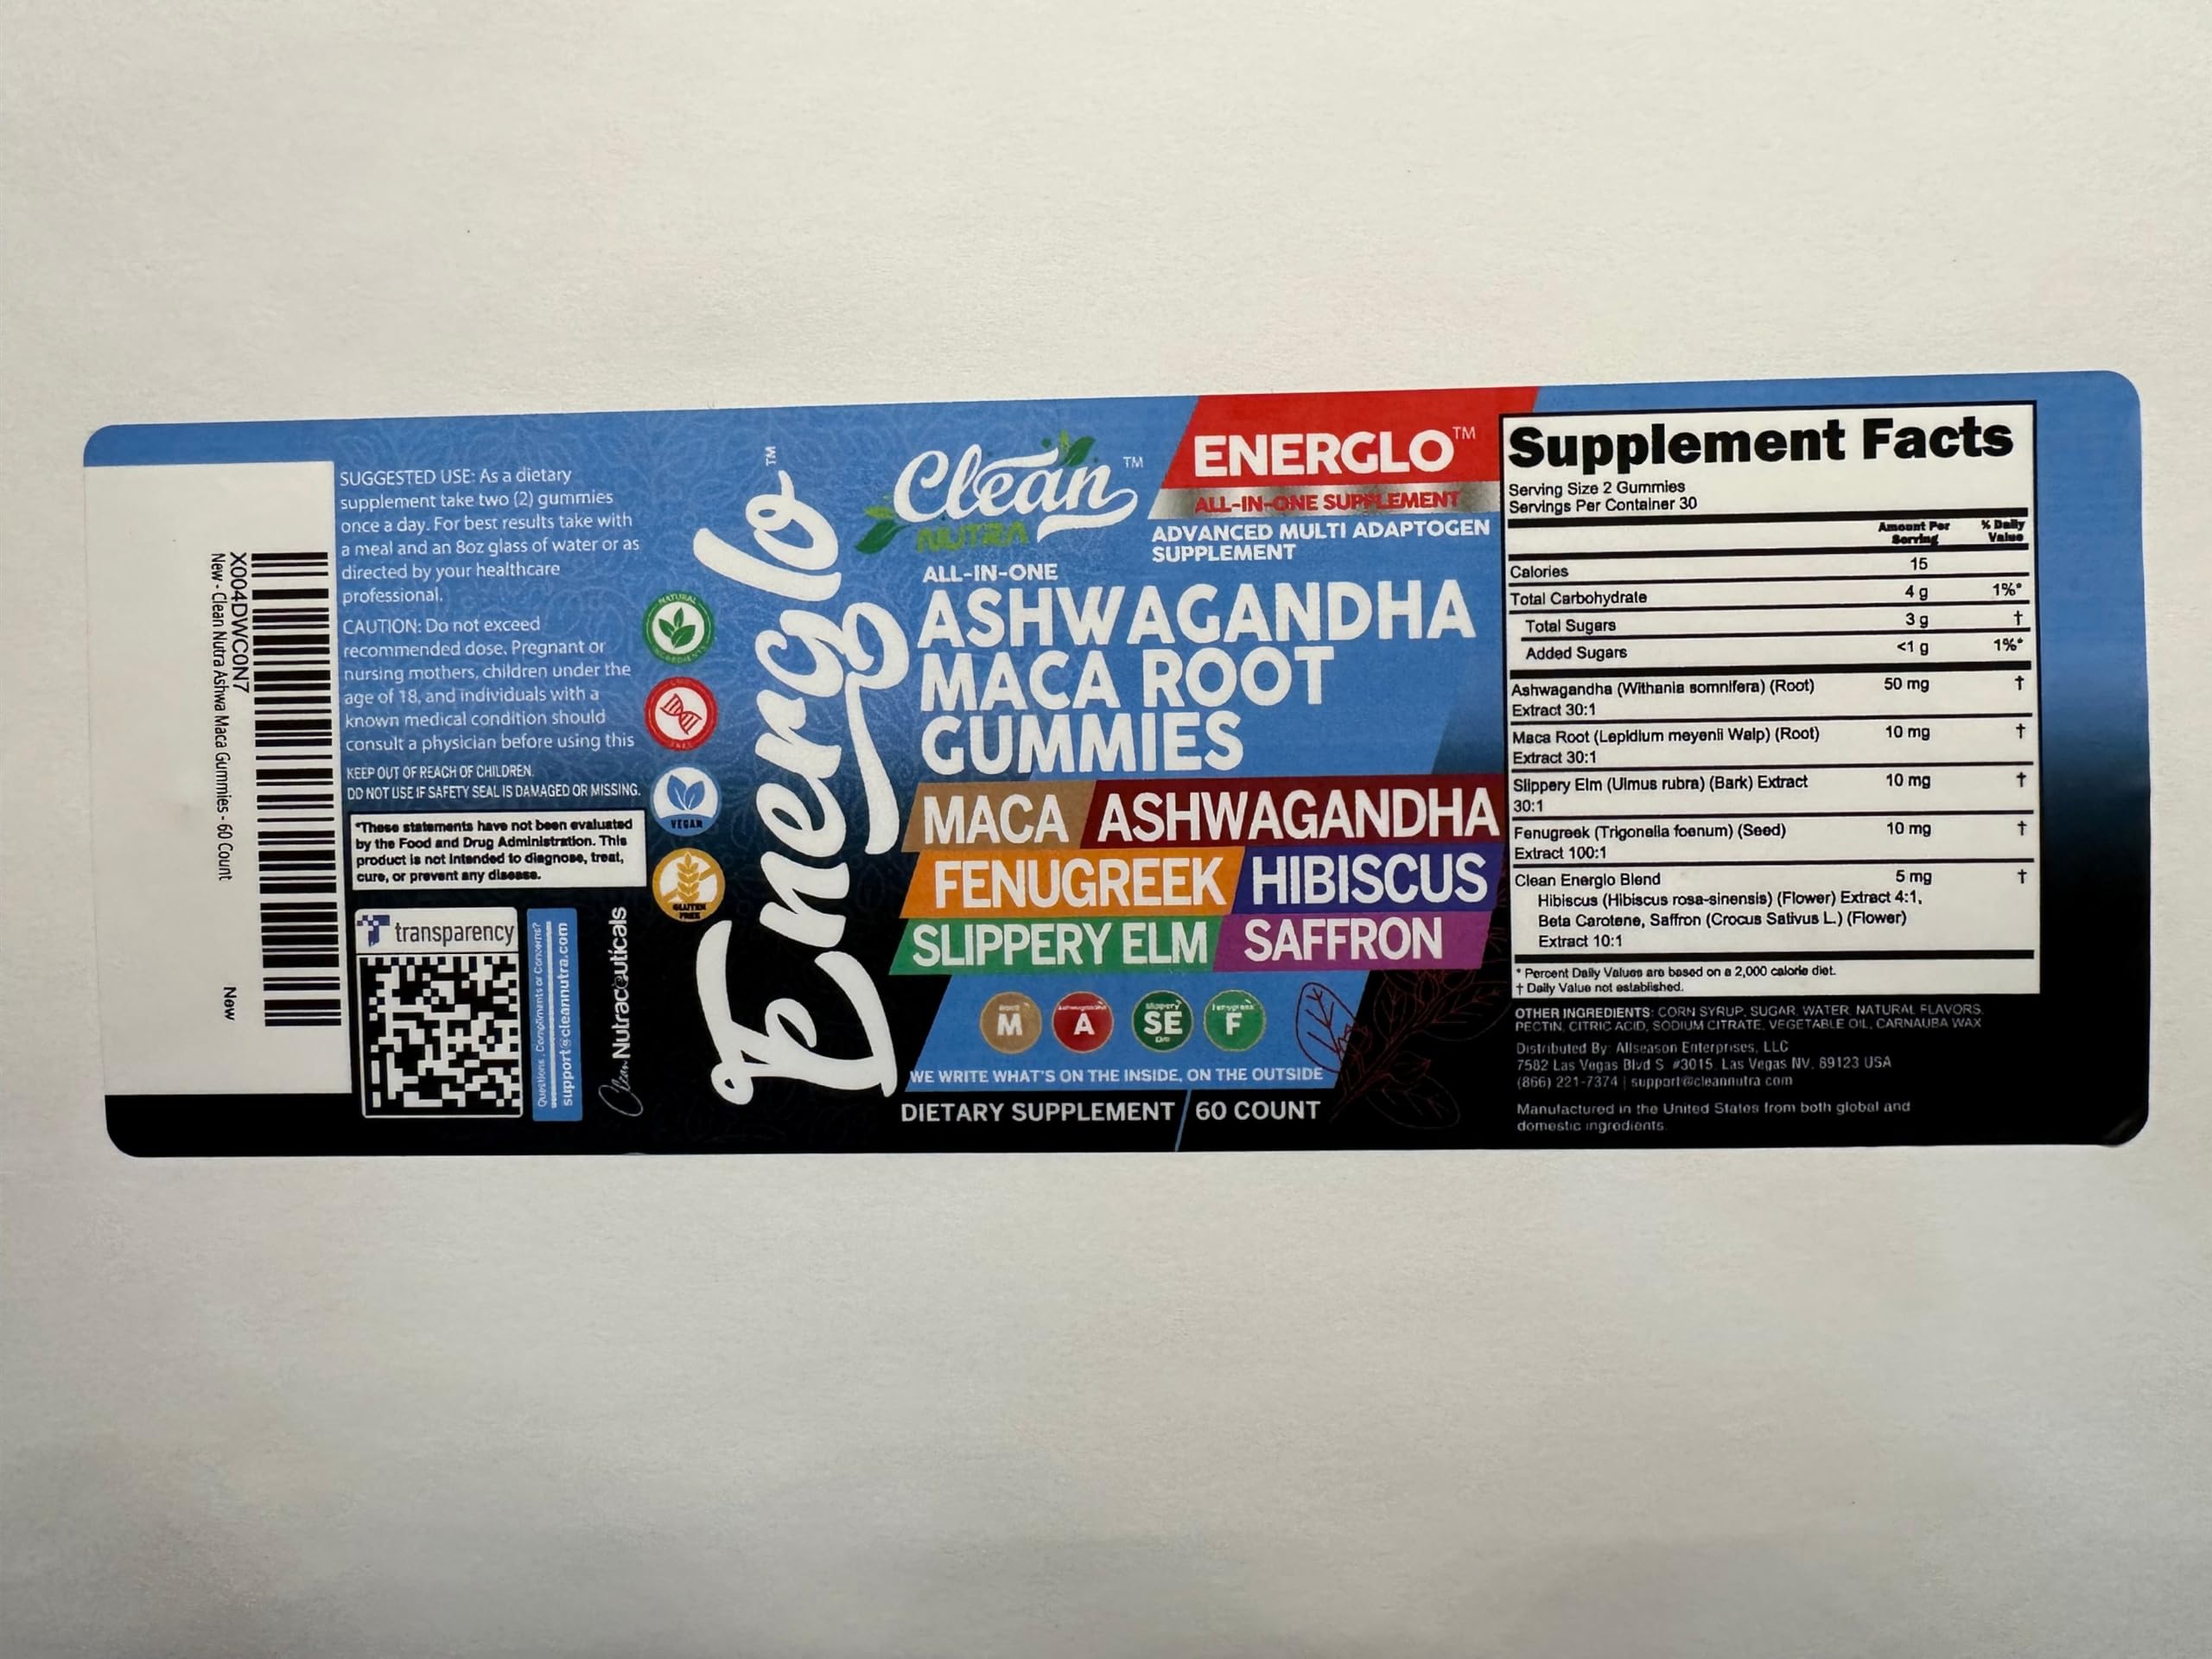 X004DWC0N7
New - Clean Nutra Ashwa Maca Gummies - 60 Count
New
SUGGESTED USE: As a dietary
supplement take two (2) gummies
once a day. For best results take with
a meal and an 8oz glass of water or as
directed by your healthcare
professional.
CAUTION: Do not exceed
recommended dose. Pregnant or
nursing mothers, children under the
age of 18, and individuals with a
known medical condition should
consult a physician before using this
KEEP OUT OF REACH OF CHILDREN.
DO NOT USE IF SAFETY SEAL IS DAMAGED OR MISSING.
*These statements have not been evaluated
by the Food and Drug Administration. This
product is not intended to diagnose, treat,
cure, or prevent any disease.
transparency
Questions, Compliments or Concerns?
support@cleannutra.com
Clean Nutraceuticals
NATURAL
INGREDIENTS
FREE
VEGAN
GLUTEN
FREE
Energlo™
Clean™
NUTRA
ENERGLO™
ALL-IN-ONE SUPPLEMENT
ADVANCED MULTI ADAPTOGEN
SUPPLEMENT
ALL-IN-ONE
ASHWAGANDHA
MACA ROOT
GUMMIES
MACA ASHWAGANDHA
FENUGREEK HIBISCUS
SLIPPERY ELM SAFFRON
M
Ashwagandha
A
Slippery
SE
Elm
Fenugreek
F
WE WRITE WHAT'S ON THE INSIDE, ON THE OUTSIDE
DIETARY SUPPLEMENT / 60 COUNT
Supplement Facts
Serving Size 2 Gummies
Servings Per Container 30
Amount Per Serving % Daily Value
Calories 15
Total Carbohydrate 4 g 1%*
Total Sugars 3 g †
Added Sugars <1 g 1%*
Ashwagandha (Withania somnifera) (Root) 50 mg †
Extract 30:1
Maca Root (Lepidium meyenii Walp) (Root) 10 mg †
Extract 30:1
Slippery Elm (Ulmus rubra) (Bark) Extract 10 mg †
30:1
Fenugreek (Trigonella foenum) (Seed) 10 mg †
Extract 100:1
Clean Energlo Blend 5 mg †
Hibiscus (Hibiscus rosa-sinensis) (Flower) Extract 4:1,
Beta Carotene, Saffron (Crocus Sativus L.) (Flower)
Extract 10:1
* Percent Daily Values are based on a 2,000 calorie diet.
† Daily Value not established.
OTHER INGREDIENTS: CORN SYRUP, SUGAR, WATER, NATURAL FLAVORS,
PECTIN, CITRIC ACID, SODIUM CITRATE, VEGETABLE OIL, CARNAUBA WAX
Distributed By: Allseason Enterprises, LLC
7582 Las Vegas Blvd S #3015, Las Vegas NV. 89123 USA
(866) 221-7374 | support@cleannutra.com
Manufactured in the United States from both global and
domestic ingredients.